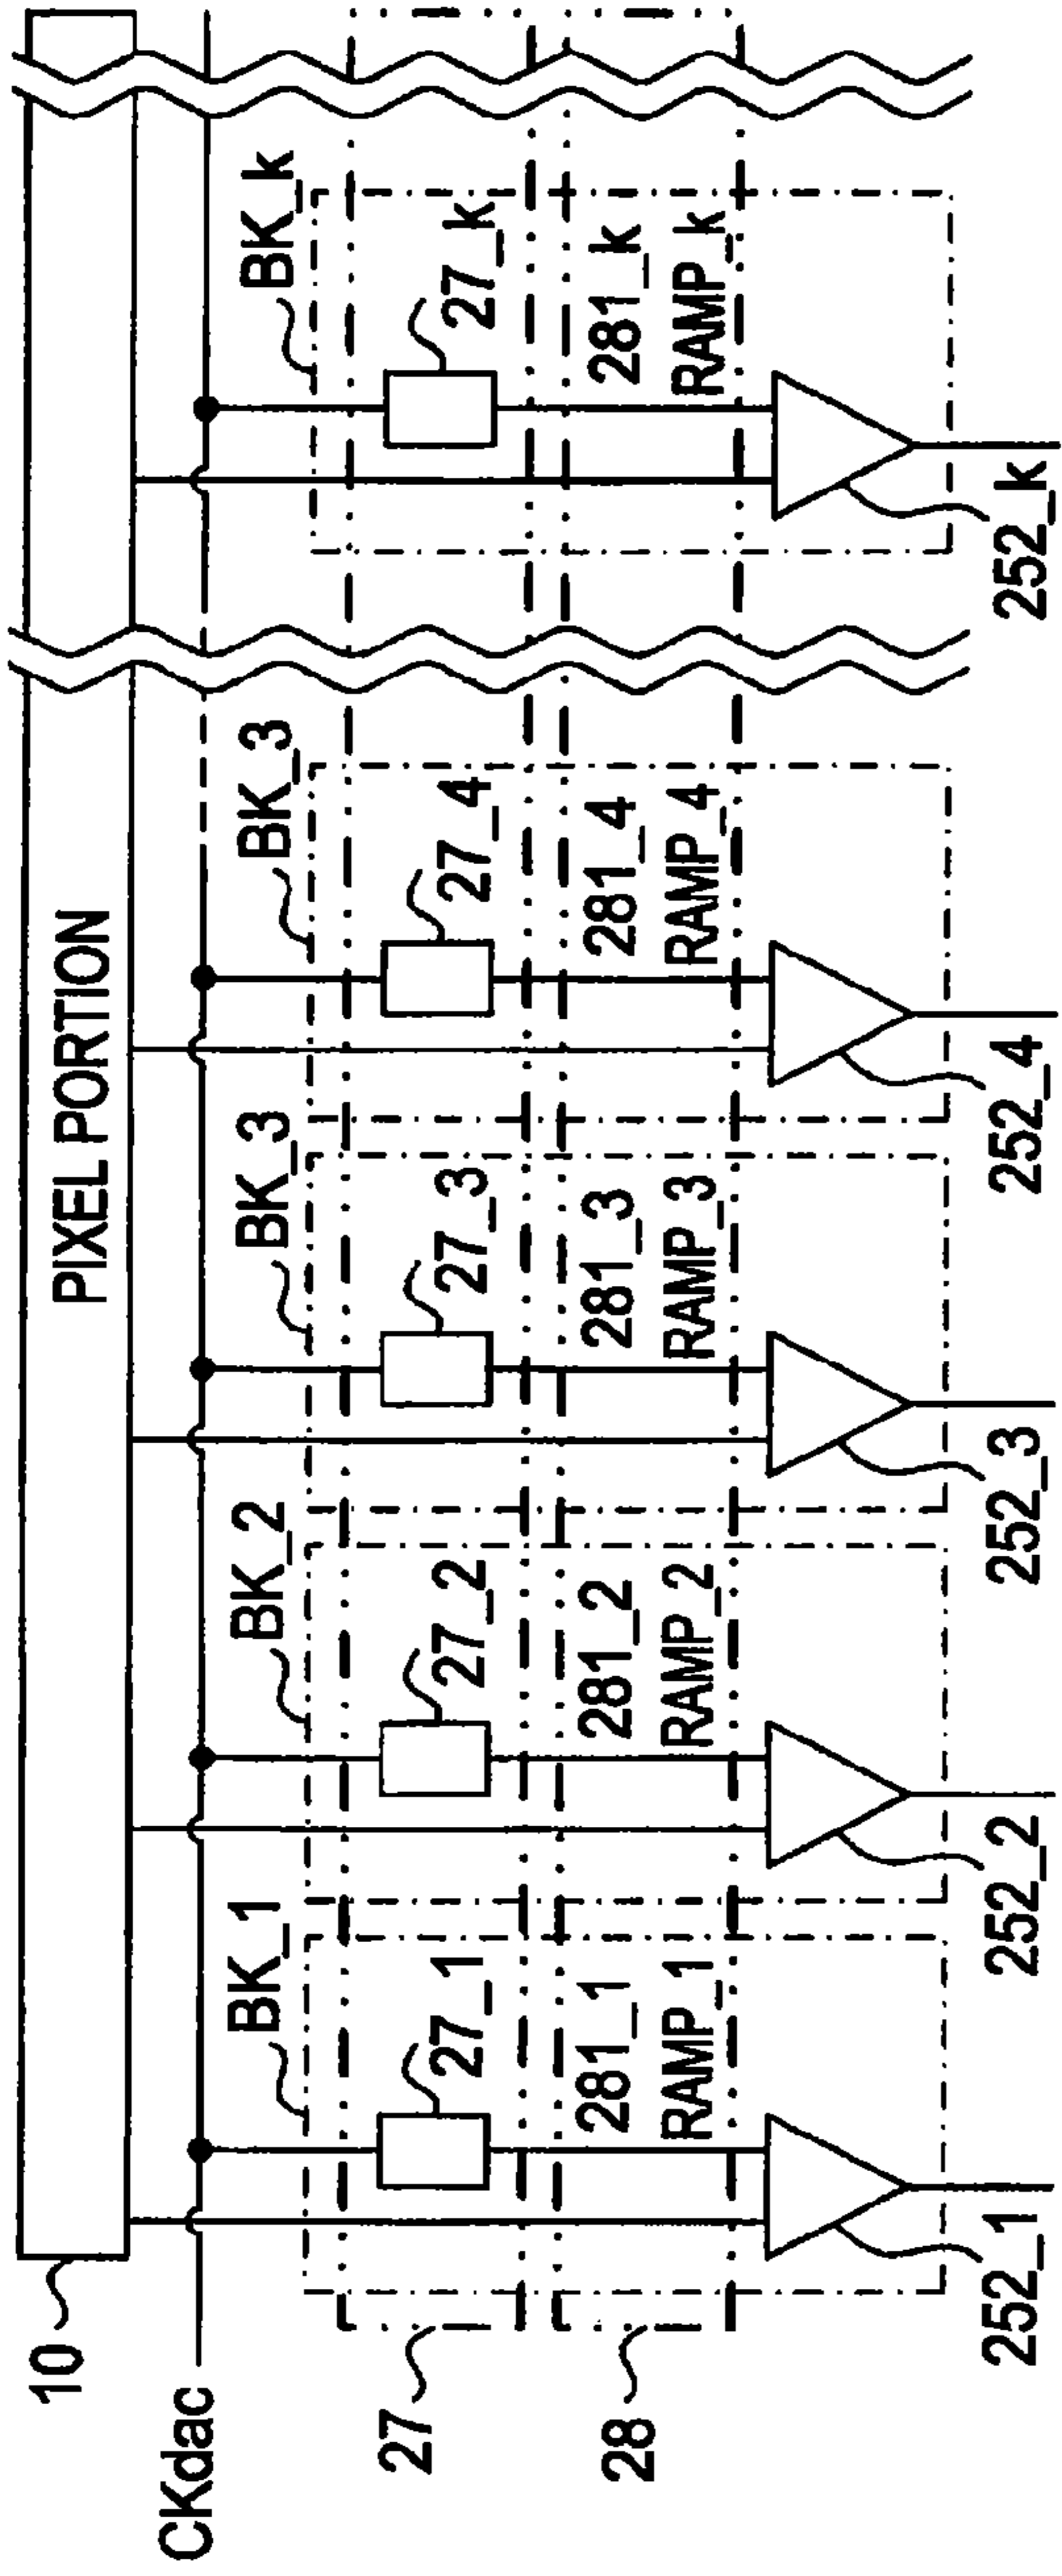 10
PIXEL PORTION
CKdac
BK_1
BK_2
BK_3
BK_3
BK_k
27
27_1
27_2
27_3
27_4
27_k
28
281_1
281_2
281_3
281_4
281_k
RAMP_1
RAMP_2
RAMP_3
RAMP_4
RAMP_k
252_1
252_2
252_3
252_4
252_k